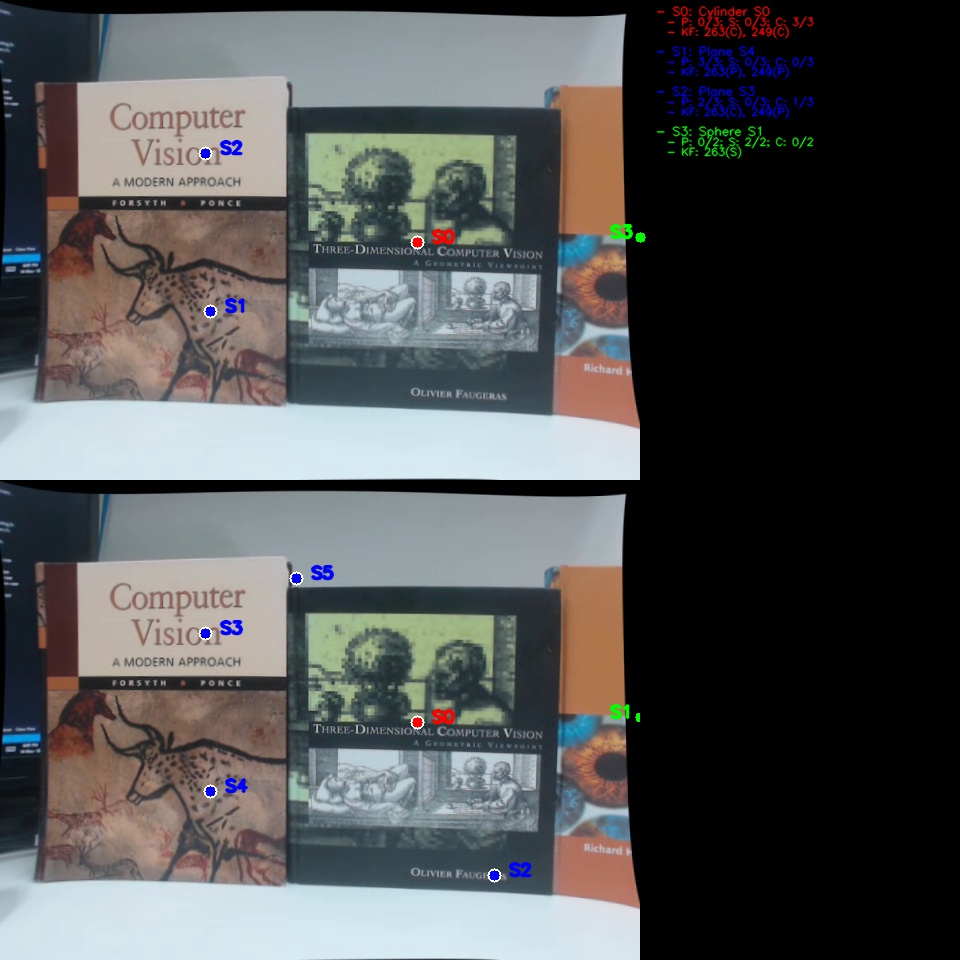 - S0: Cylinder S0
- P: 0/3; S: 0/3; C: 3/3
- KF: 263(C), 249(C)
- S1: Plane S4
- P: 3/3; S: 0/3; C: 0/3
- KF: 263(P), 249(P)
- S2: Plane S3
- P: 2/3; S: 0/3; C: 1/3
- KF: 263(C), 249(P)
- S3: Sphere S1
- P: 0/2; S: 2/2; C: 0/2
- KF: 263(S)
Computer
Vision
S2
A MODERN APPROACH
FORSYTH PONCE
S1
S0
THREE-DIMENSIONAL COMPUTER VISION
A GEOMETRIC VIEWPOINT
OLIVIER FAUGERAS
S3
Richard
S5
Computer
Vision
S3
A MODERN APPROACH
FORSYTH PONCE
S4
S0
THREE-DIMENSIONAL COMPUTER VISION
A GEOMETRIC VIEWPOINT
OLIVIER
S2
S1
Richard